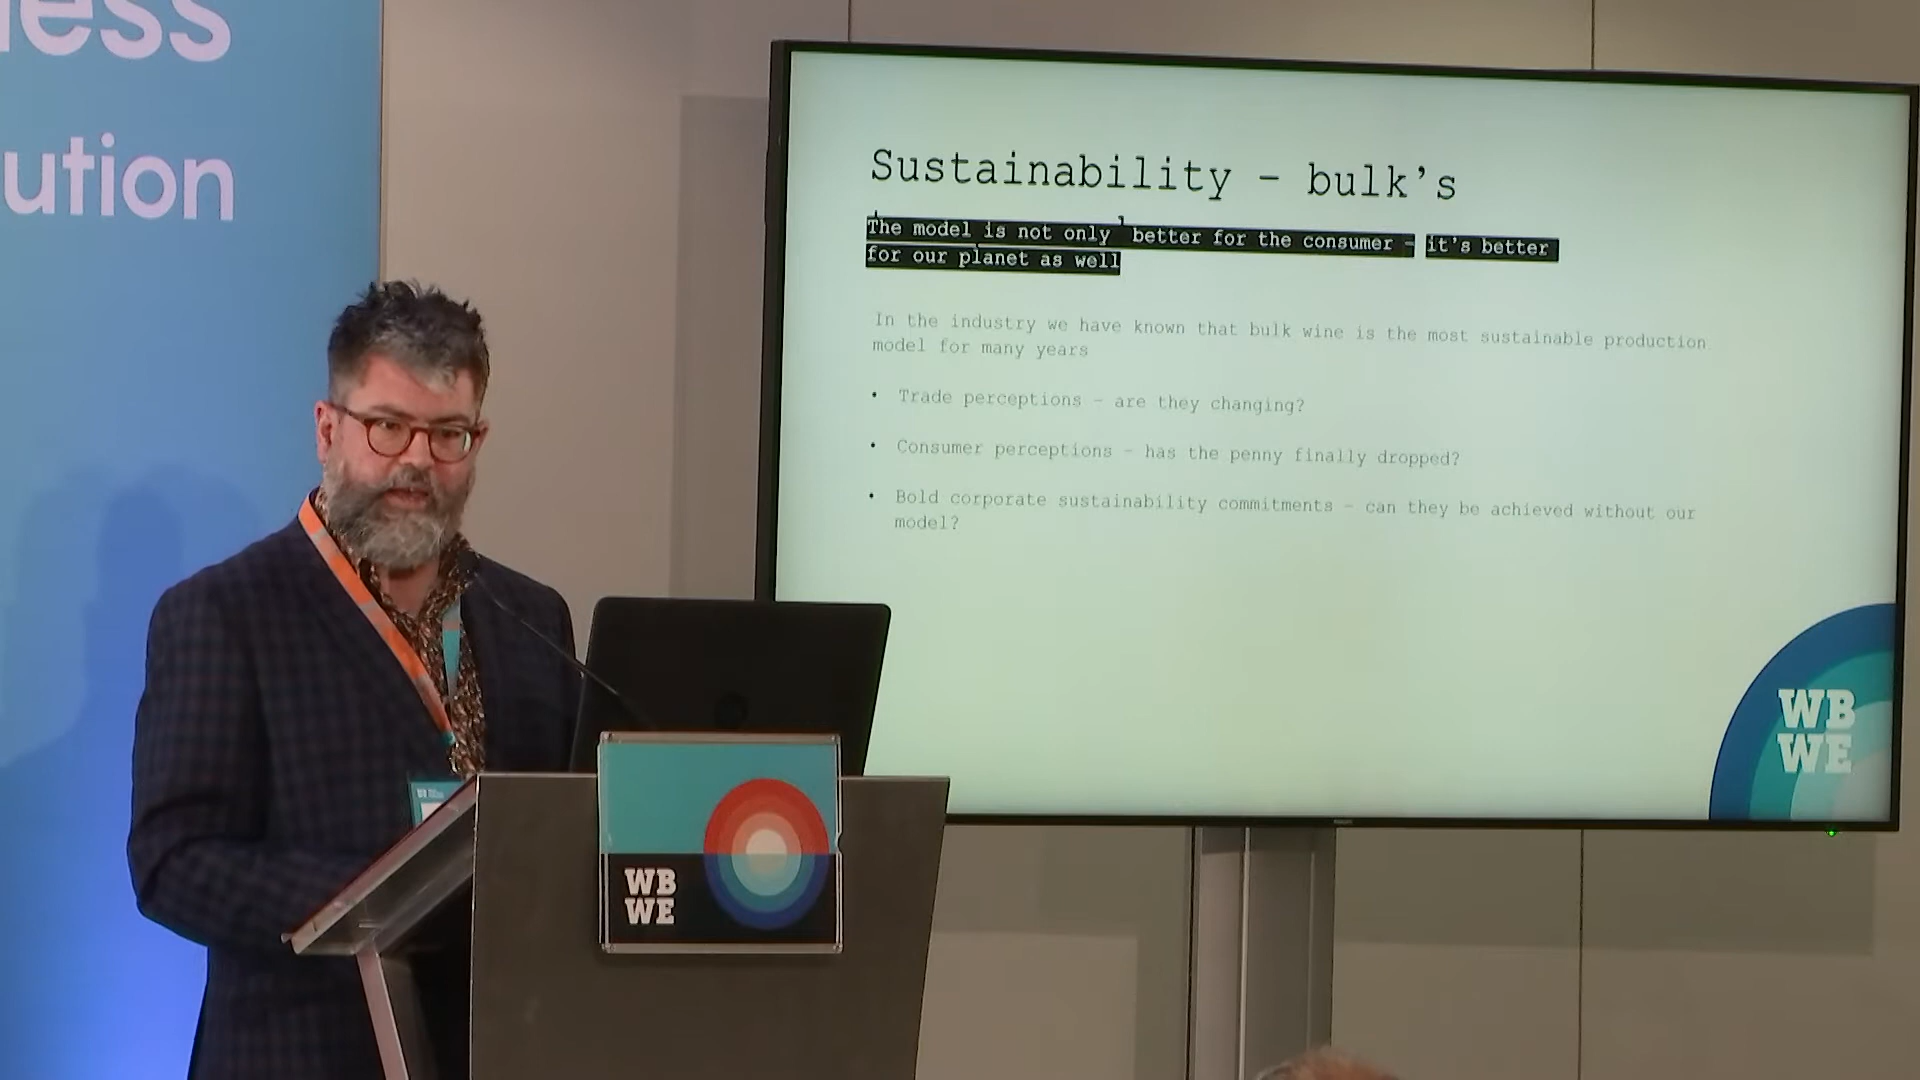 ess
ution
Sustainability – bulk’s
The model is not only better for the consumer – it’s better
for our planet as well
In the industry we have known that bulk wine is the most sustainable production
model for many years
• Trade perceptions – are they changing?
• Consumer perceptions – has the penny finally dropped?
• Bold corporate sustainability commitments – can they be achieved without our
model?
WB
WE
WB
WE